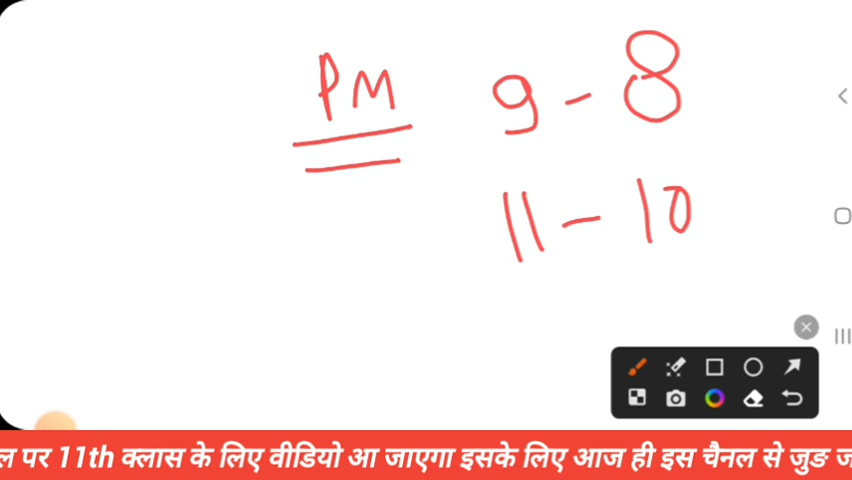 PM 9 - 8
11 - 10
ल पर 11th क्लास के लिए वीडियो आ जाएगा इसके लिए आज ही इस चैनल से जुङ ज